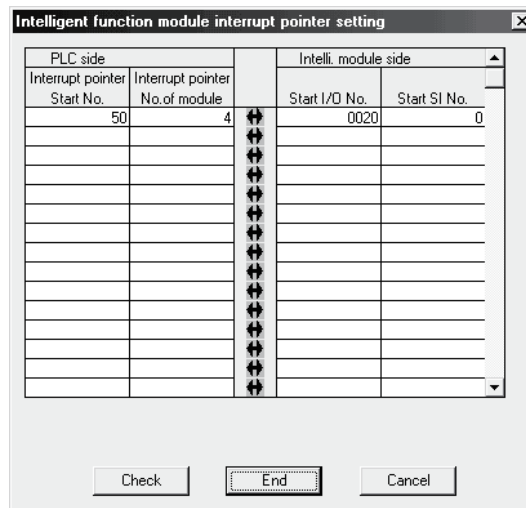 Intelligent function module interrupt pointer setting
PLC side
Intelli. module side
Interrupt pointer Start No.
Interrupt pointer No.of module
Start I/O No.
Start SI No.
50 4 0020 0
Check End Cancel